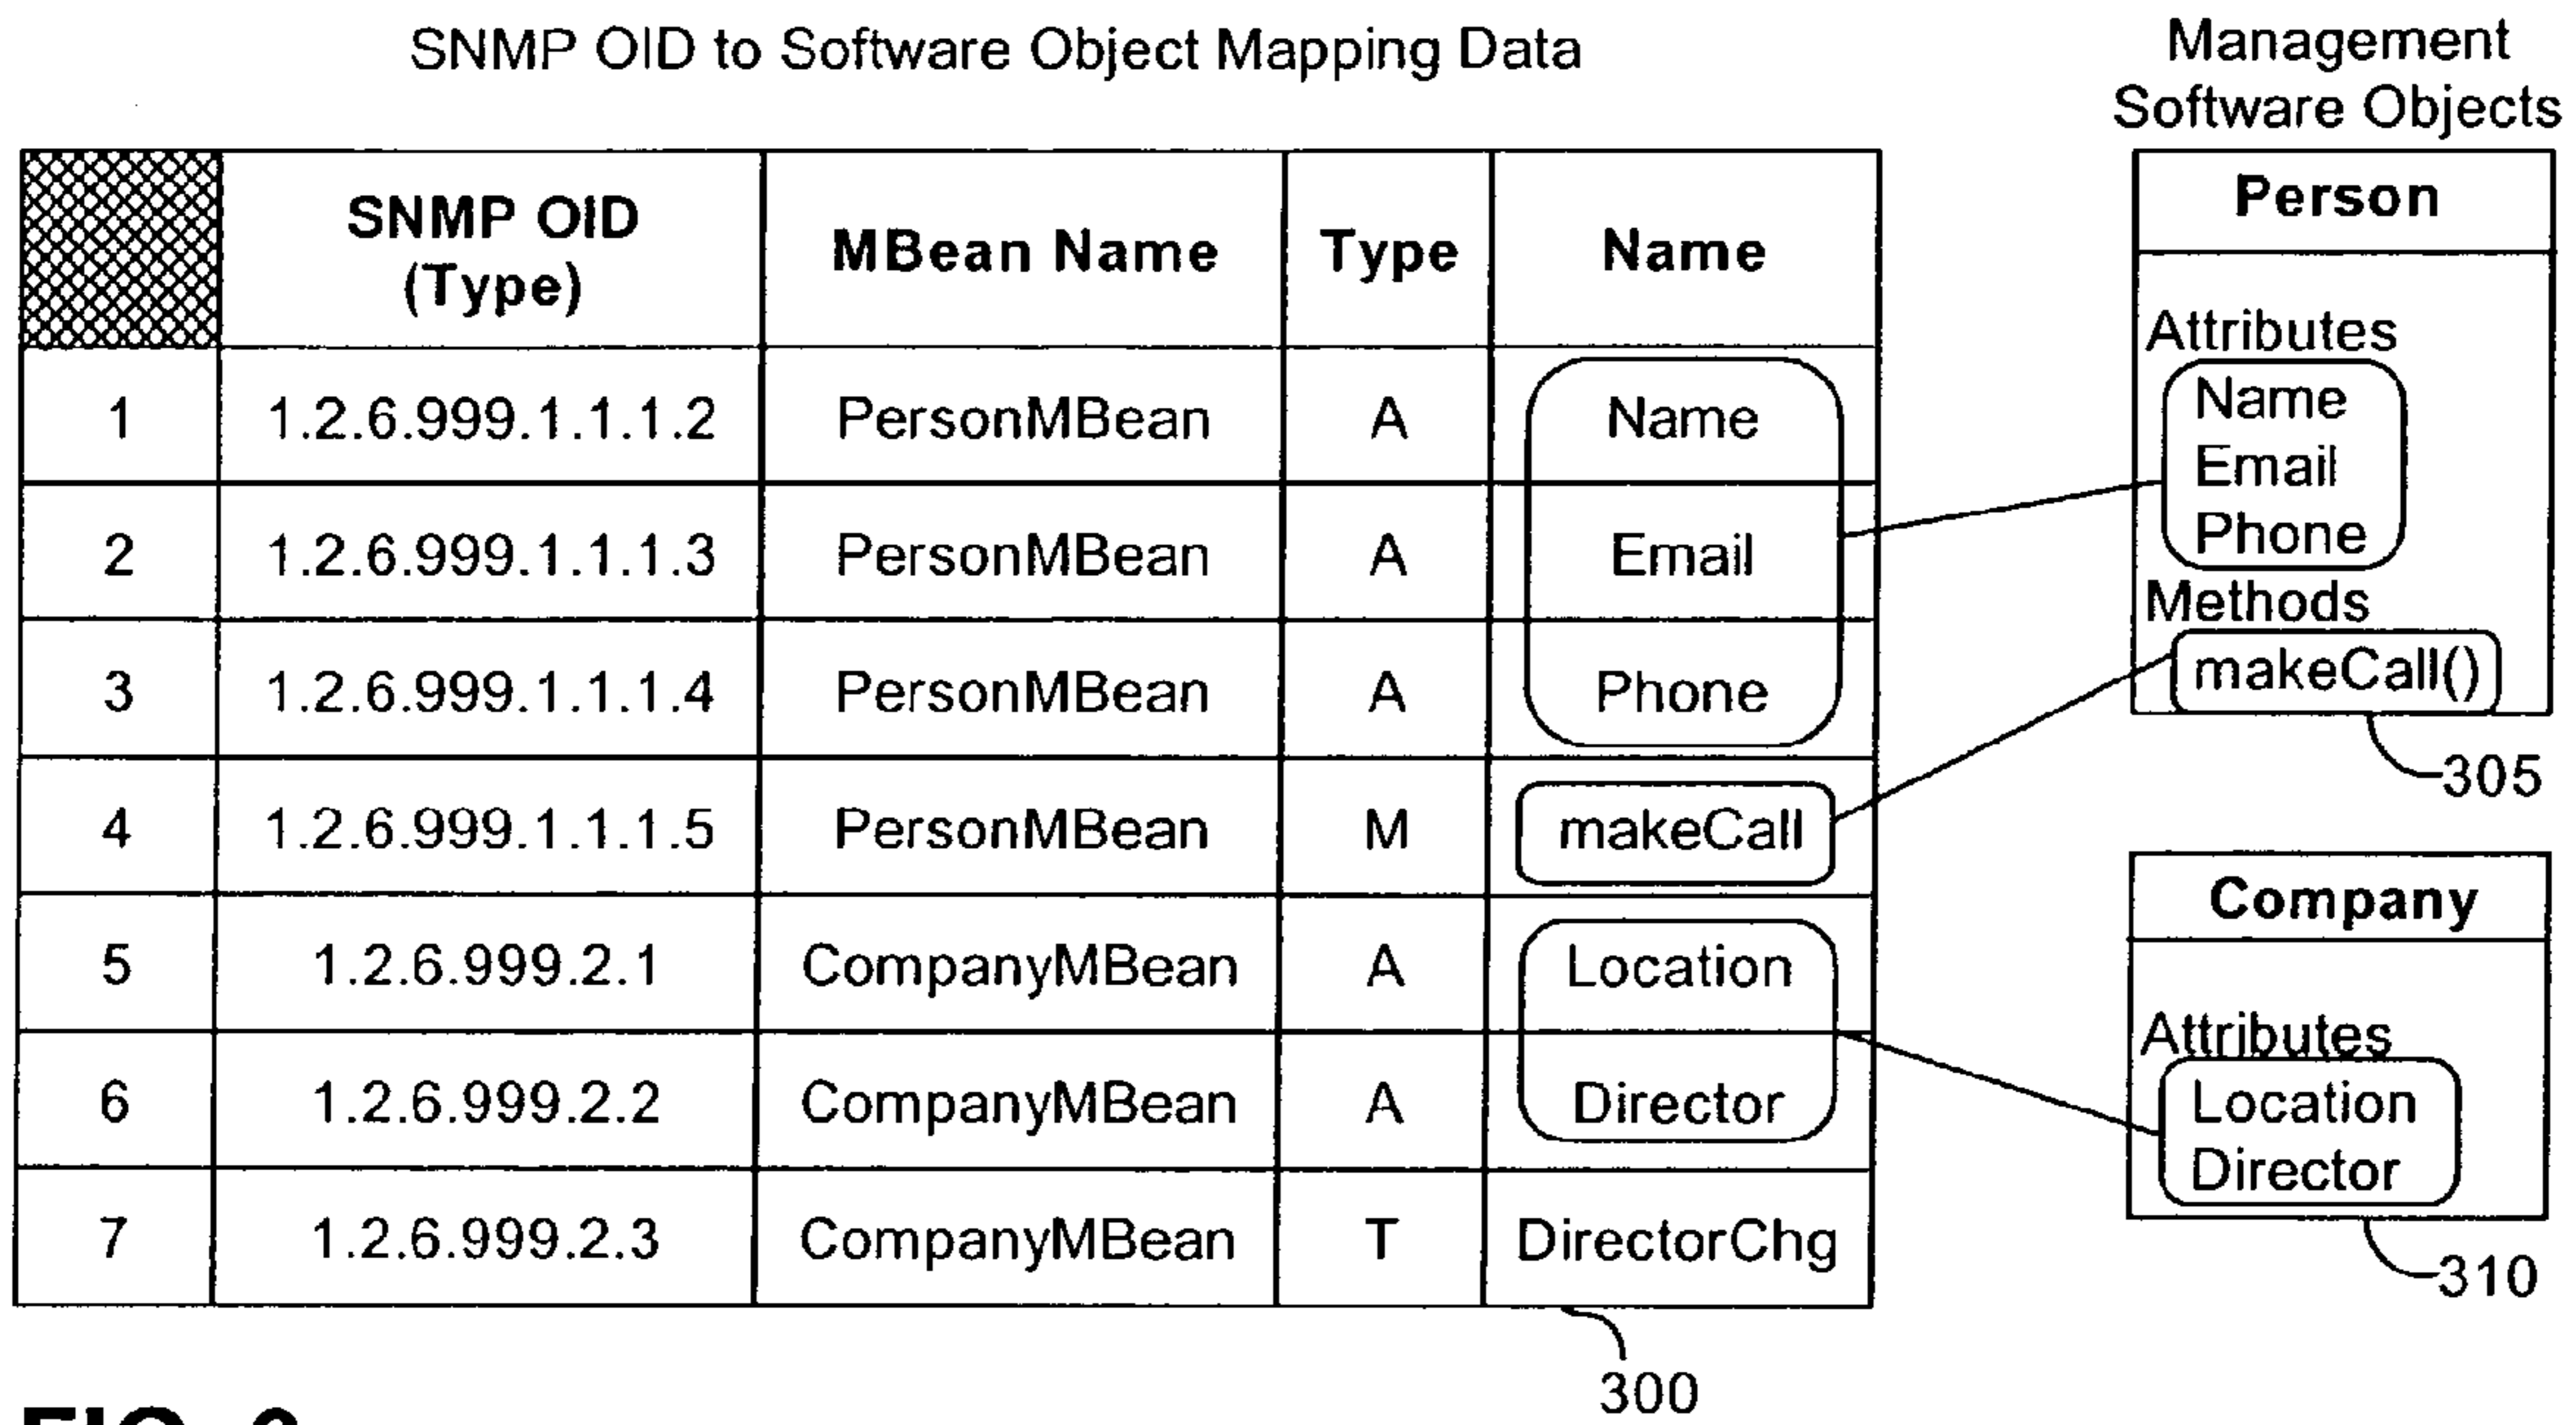 SNMP OID to Software Object Mapping Data
Management
Software Objects
SNMP OID
(Type)
MBean Name
Type
Name
1 1.2.6.999.1.1.1.2 PersonMBean A Name
2 1.2.6.999.1.1.1.3 PersonMBean A Email
3 1.2.6.999.1.1.1.4 PersonMBean A Phone
4 1.2.6.999.1.1.1.5 PersonMBean M makeCall
5 1.2.6.999.2.1 CompanyMBean A Location
6 1.2.6.999.2.2 CompanyMBean A Director
7 1.2.6.999.2.3 CompanyMBean T DirectorChg
300
Person
Attributes
Name
Email
Phone
Methods
makeCall()
305
Company
Attributes
Location
Director
310